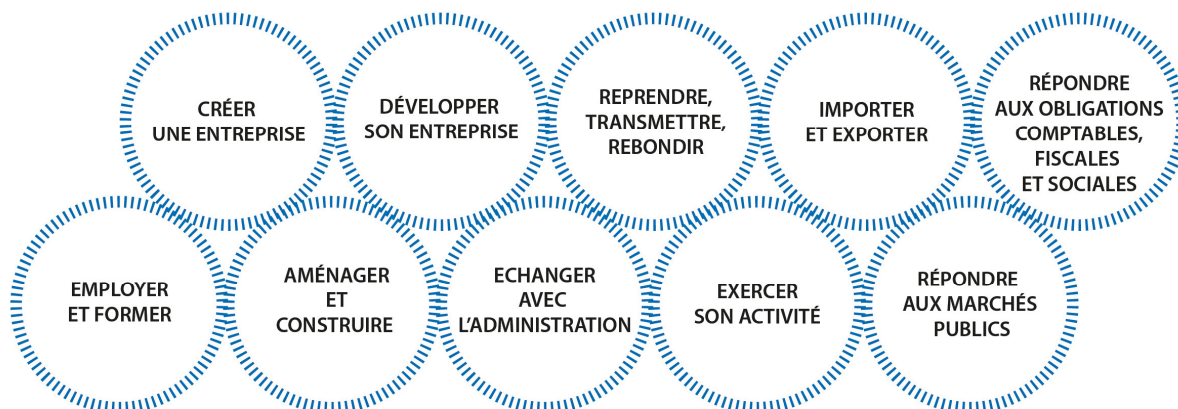 CRÉER
UNE ENTREPRISE
DÉVELOPPER
SON ENTREPRISE
REPRENDRE,
TRANSMETTRE,
REBONDIR
IMPORTER
ET EXPORTER
RÉPONDRE
AUX OBLIGATIONS
COMPTABLES,
FISCALES
ET SOCIALES
EMPLOYER
ET FORMER
AMÉNAGER
ET
CONSTRUIRE
ECHANGER
AVEC
L’ADMINISTRATION
EXERCER
SON ACTIVITÉ
RÉPONDRE
AUX MARCHÉS
PUBLICS